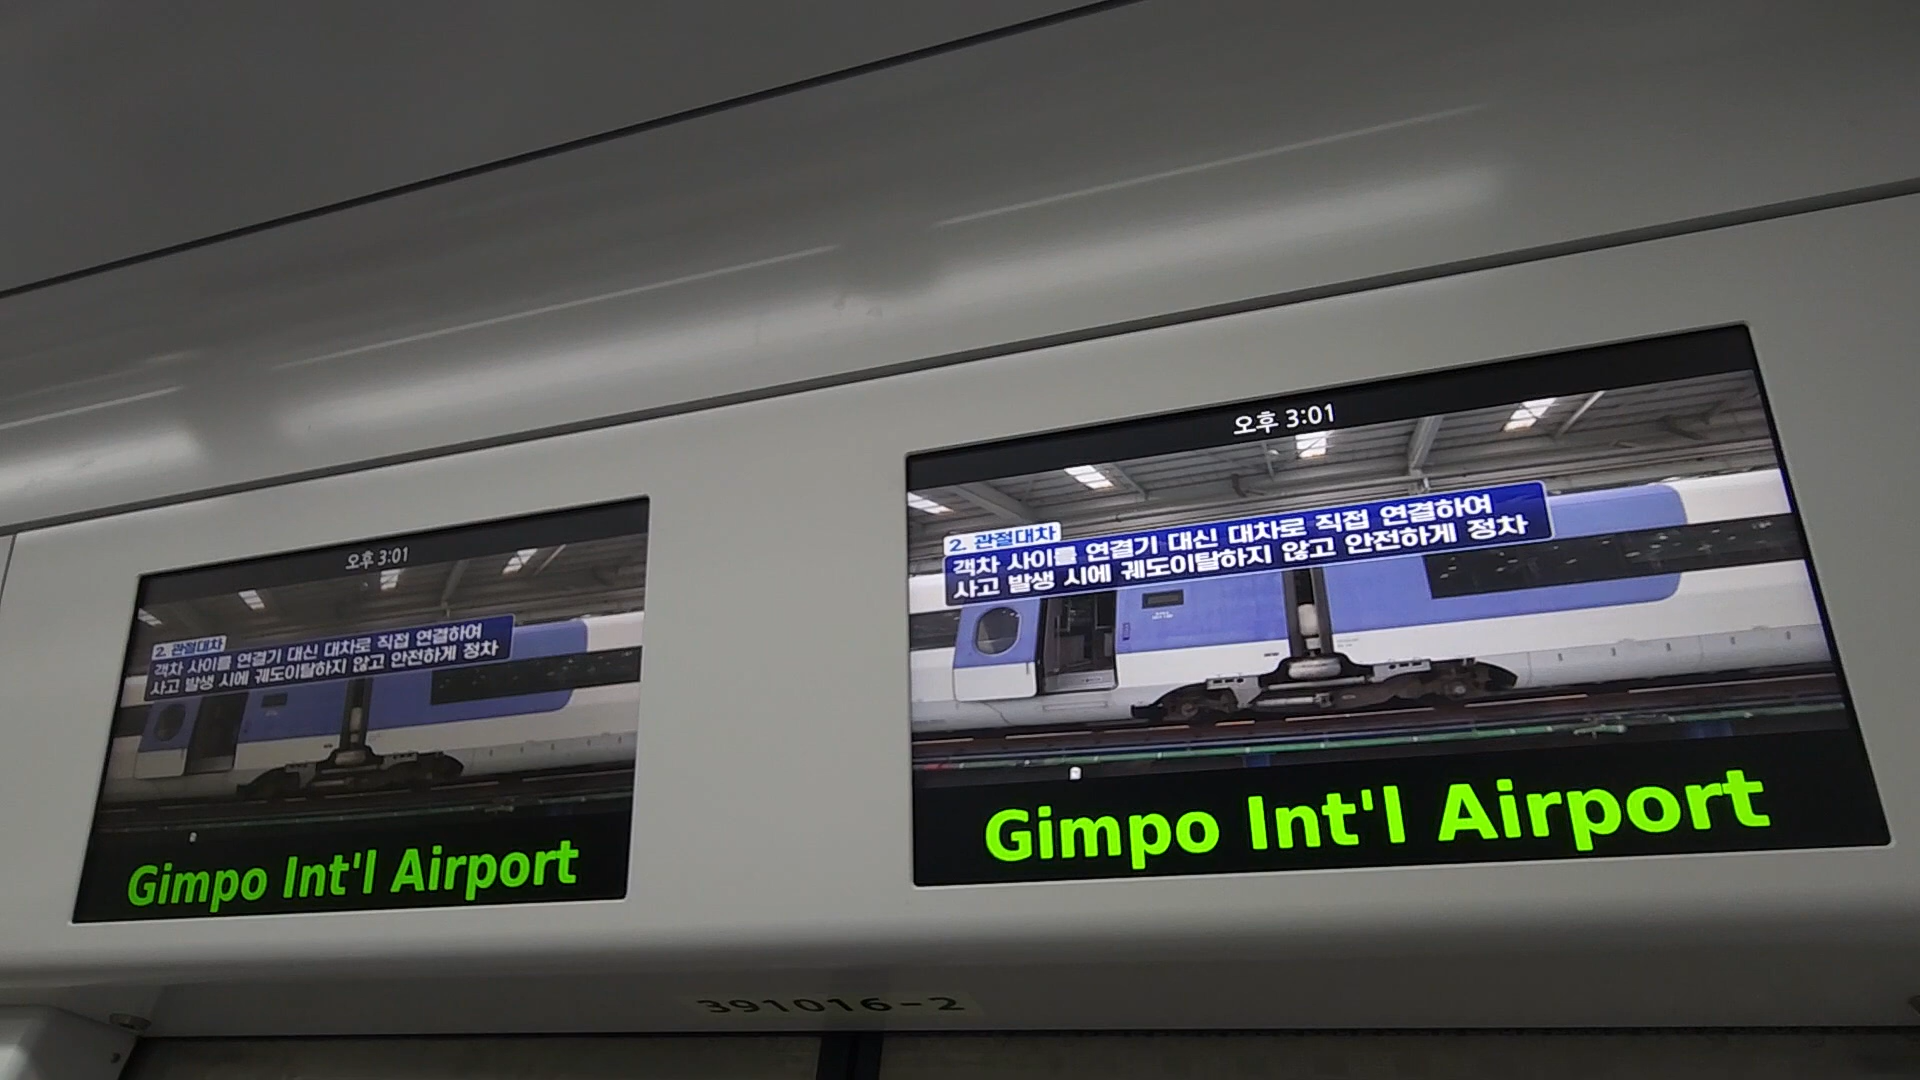 오후 3:01
2. 관절대차
객차 사이를 연결기 대신 대차로 직접 연결하여
사고 발생 시에 궤도이탈하지 않고 안전하게 정차
Gimpo Int'l Airport
오후 3:01
2. 관절대차
객차 사이를 연결기 대신 대차로 직접 연결하여
사고 발생 시에 궤도이탈하지 않고 안전하게 정차
Gimpo Int'l Airport
391016-2